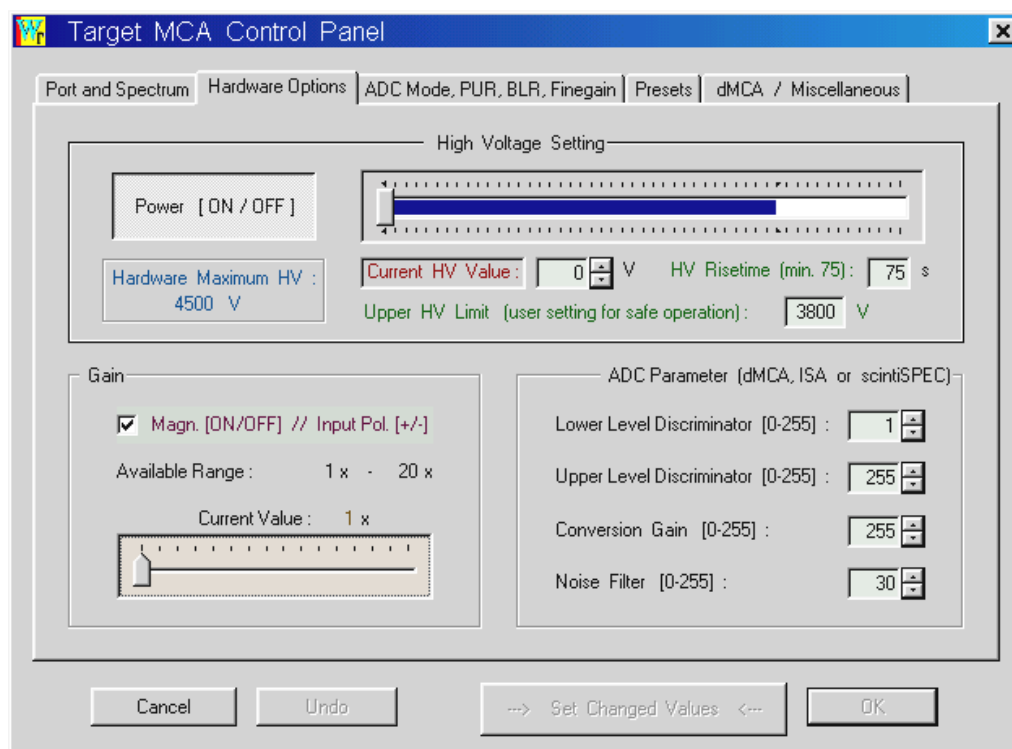 Wr Target MCA Control Panel
Port and Spectrum Hardware Options ADC Mode, PUR, BLR, Finegain Presets dMCA / Miscellaneous
High Voltage Setting
Power [ ON / OFF ]
Hardware Maximum HV :
4500 V
Current HV Value : 0 V HV Risetime (min. 75) : 75 s
Upper HV Limit (user setting for safe operation) : 3800 V
Gain
Magn. [ON/OFF] // Input Pol. [+/-]
Available Range : 1 x - 20 x
Current Value : 1 x
ADC Parameter (dMCA, ISA or scintiSPEC)
Lower Level Discriminator [0-255] : 1
Upper Level Discriminator [0-255] : 255
Conversion Gain [0-255] : 255
Noise Filter [0-255] : 30
Cancel Undo ---> Set Changed Values <--- OK